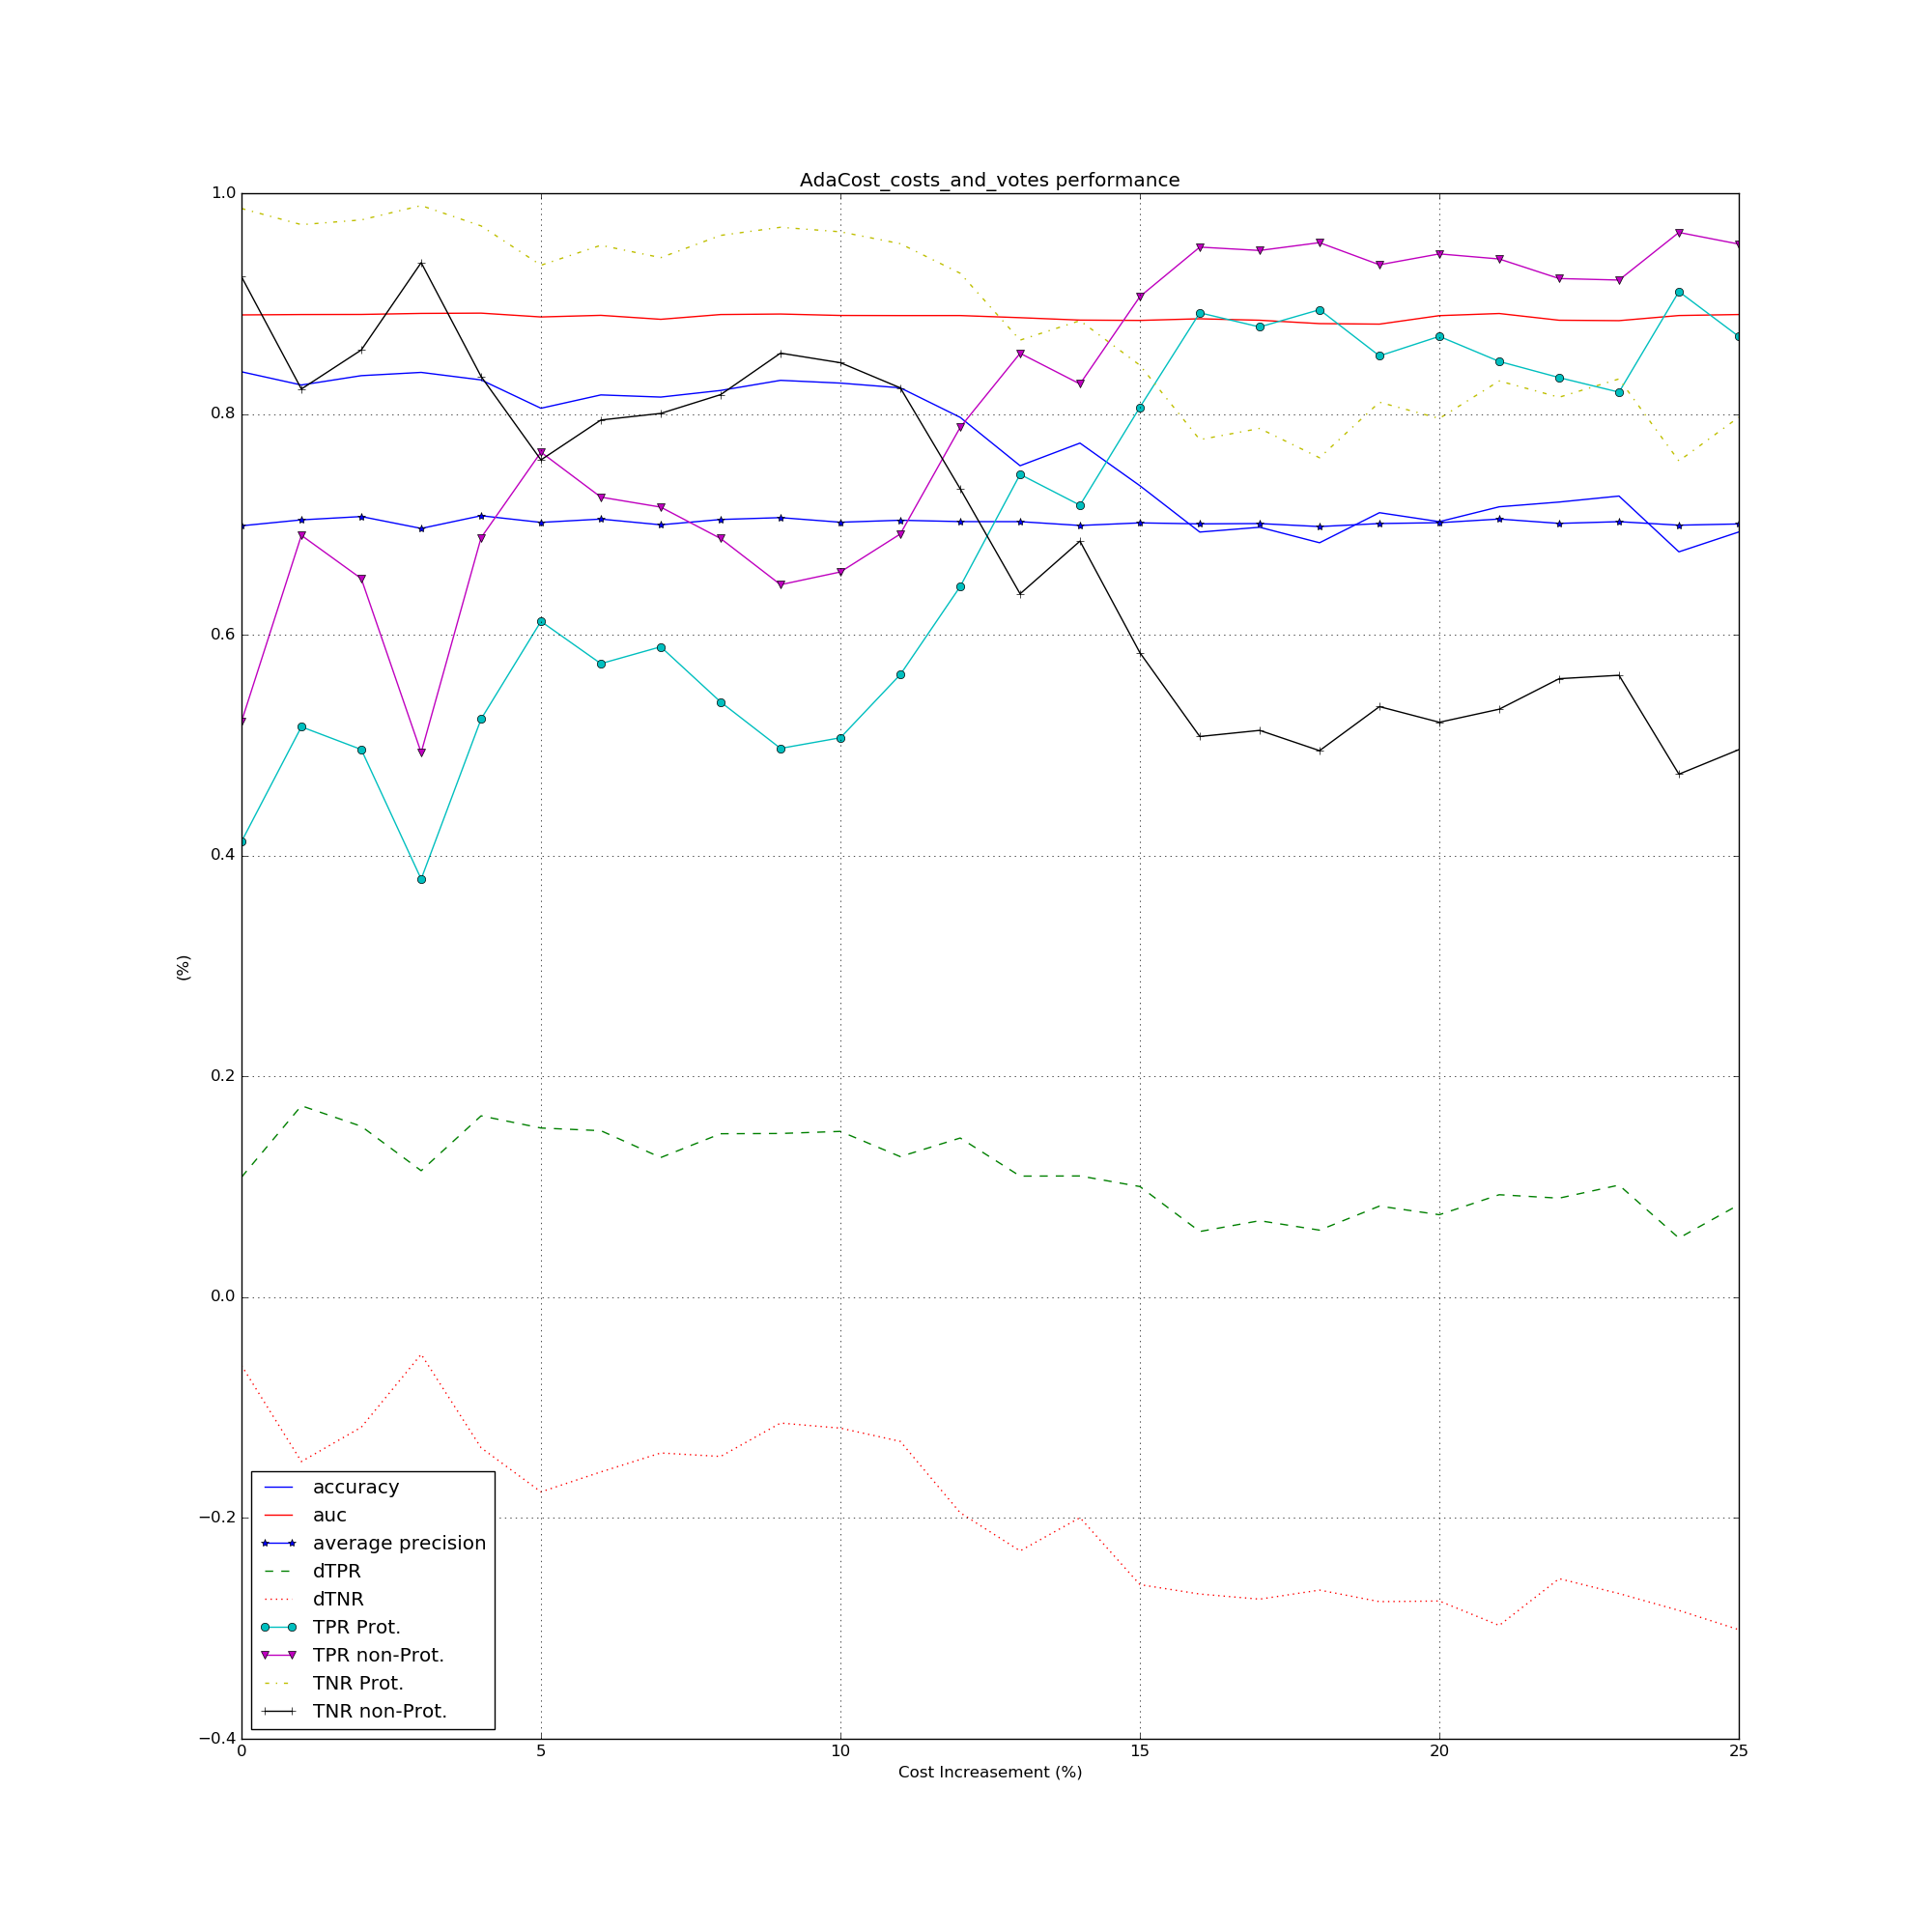 AdaCost_costs_and_votes performance
1.0
0.8
0.6
0.4
0.2
0.0
−0.2
−0.4
(%)
accuracy
auc
average precision
dTPR
dTNR
TPR Prot.
TPR non-Prot.
TNR Prot.
TNR non-Prot.
0 5 10 15 20 25
Cost Increasement (%)